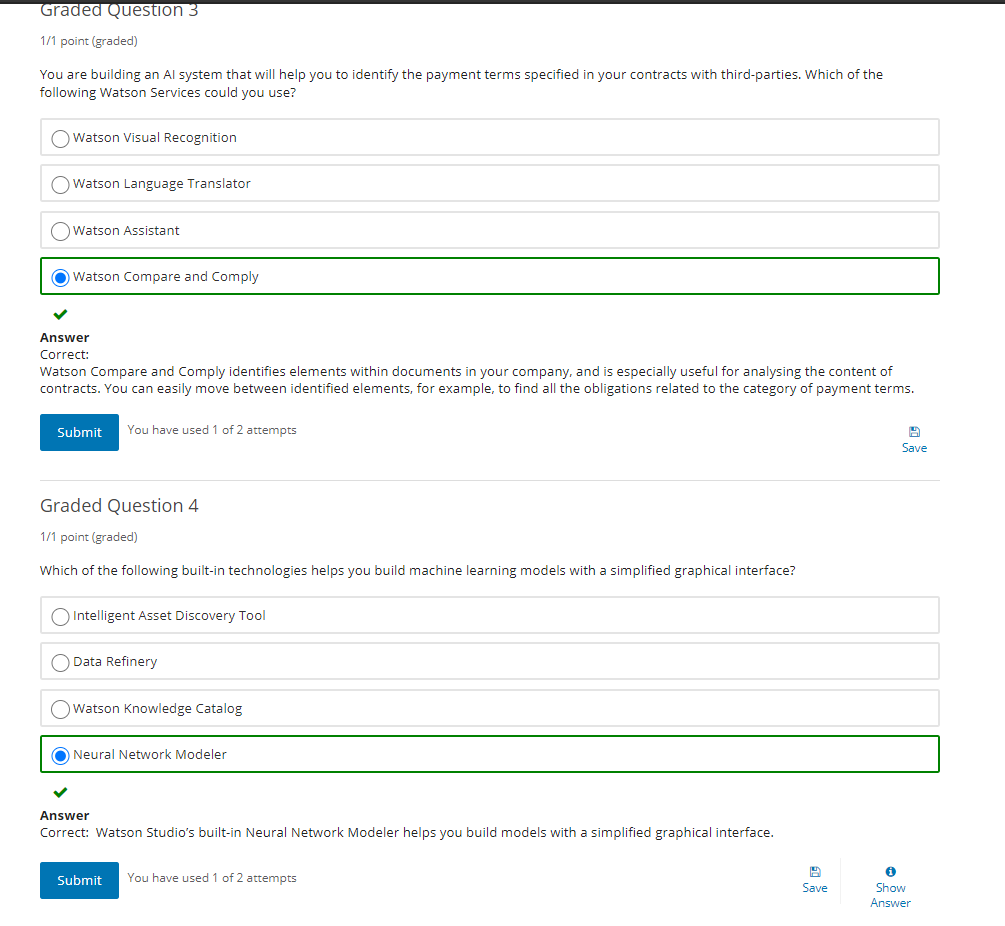 Graded Question 3
1/1 point (graded)
You are building an AI system that will help you to identify the payment terms specified in your contracts with third-parties. Which of the
following Watson Services could you use?
Watson Visual Recognition
Watson Language Translator
Watson Assistant
Watson Compare and Comply
Answer
Correct:
Watson Compare and Comply identifies elements within documents in your company, and is especially useful for analysing the content of
contracts. You can easily move between identified elements, for example, to find all the obligations related to the category of payment terms.
Submit
You have used 1 of 2 attempts
Save
Graded Question 4
1/1 point (graded)
Which of the following built-in technologies helps you build machine learning models with a simplified graphical interface?
Intelligent Asset Discovery Tool
Data Refinery
Watson Knowledge Catalog
Neural Network Modeler
Answer
Correct:  Watson Studio’s built-in Neural Network Modeler helps you build models with a simplified graphical interface.
Submit
You have used 1 of 2 attempts
Save
Show
Answer